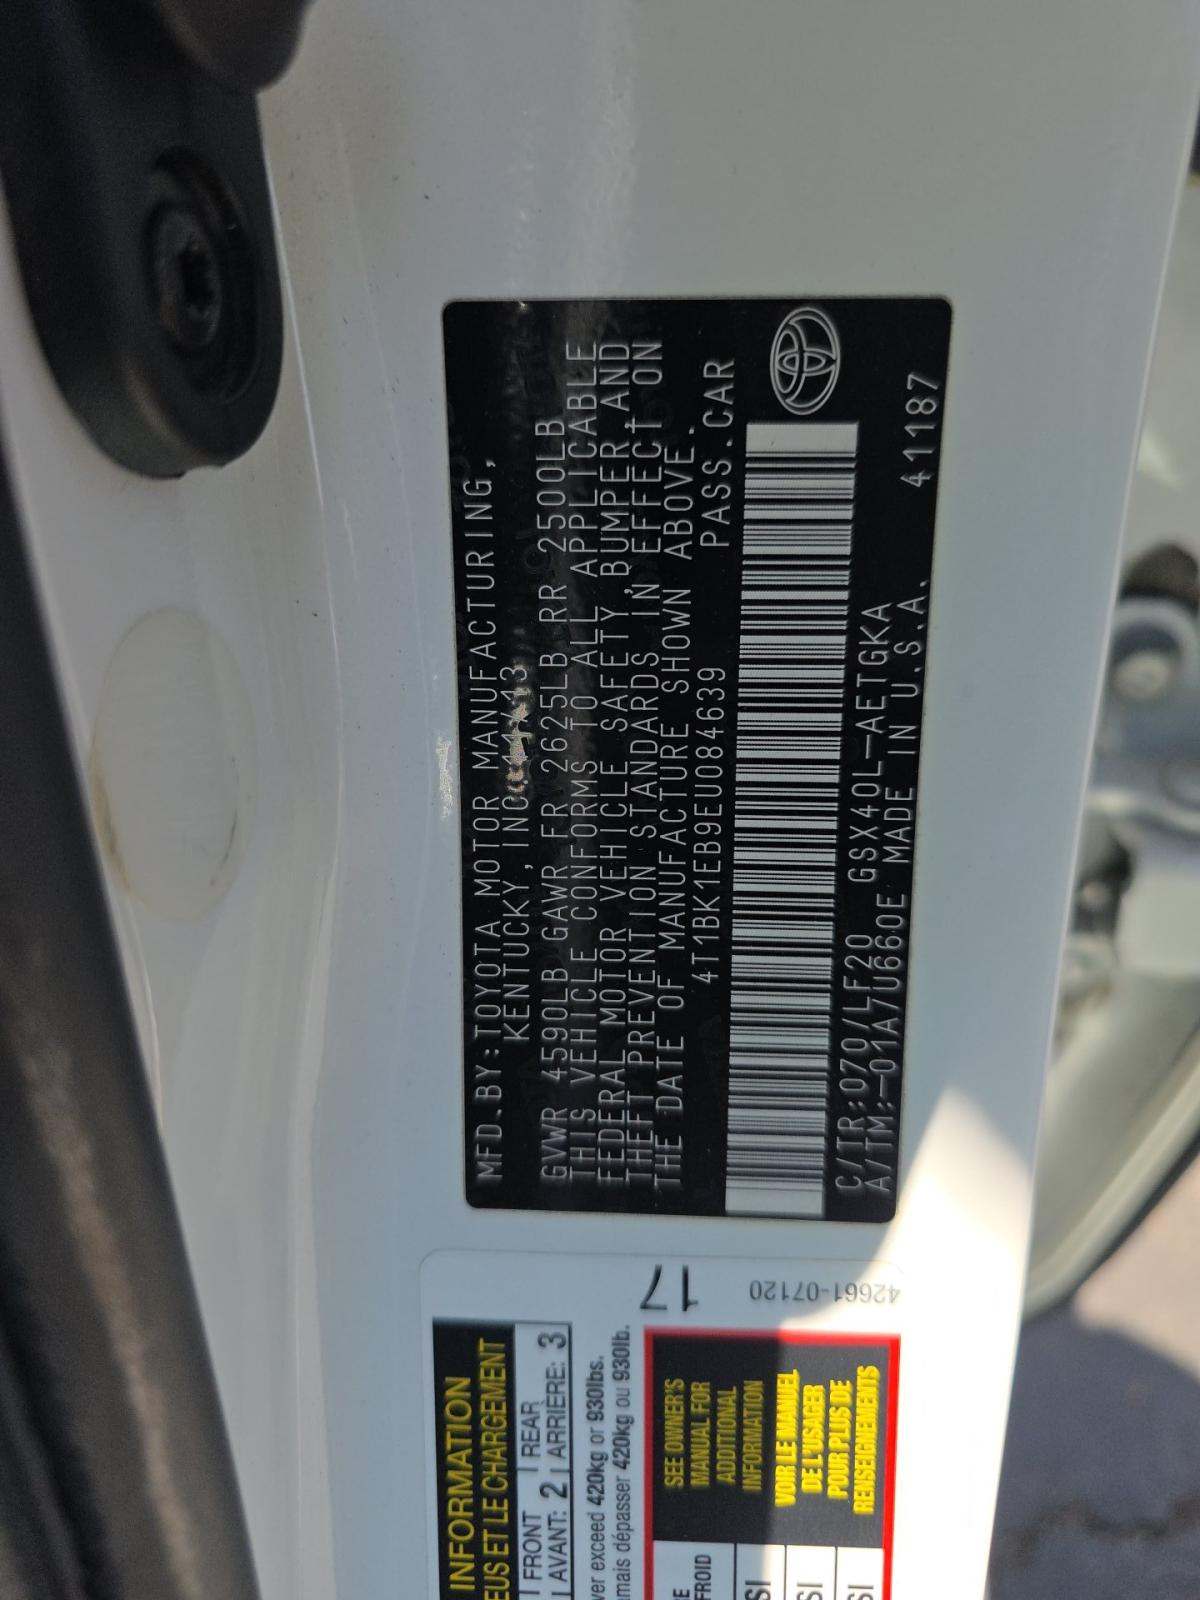 MFD.BY:TOYOTA MOTOR MANUFACTURING,
KENTUCKY,INC. 13
GVWR 4590LB GAWR FR 2625LB RR 2500LB
THIS VEHICLE CONFORMS TO ALL APPLICABLE
FEDERAL MOTOR VEHICLE SAFETY,BUMPER AND
THEFT PREVENTION STANDARDS IN EFFECT ON
THE DATE OF MANUFACTURE SHOWN ABOVE.
4T1BK1EB9EU084639 PASS.CAR
C/TR:070/LF20 GSX40L-AETGKA
A/TM:-01A/U660E MADE IN U.S.A. 41187
17
42661-07120
INFORMATION
EUS ET LE CHARGEMENT
FRONT REAR
AVANT: 2 ARRIÈRE: 3
ver exceed 420kg or 930lbs.
amais dépasser 420kg ou 930lb.
SEE OWNER'S
MANUAL FOR
ADDITIONAL
INFORMATION
VOIR LE MANUEL
DE L'USAGER
POUR PLUS DE
RENSEIGNEMENTS
RE
FROID
SI
SI
SI